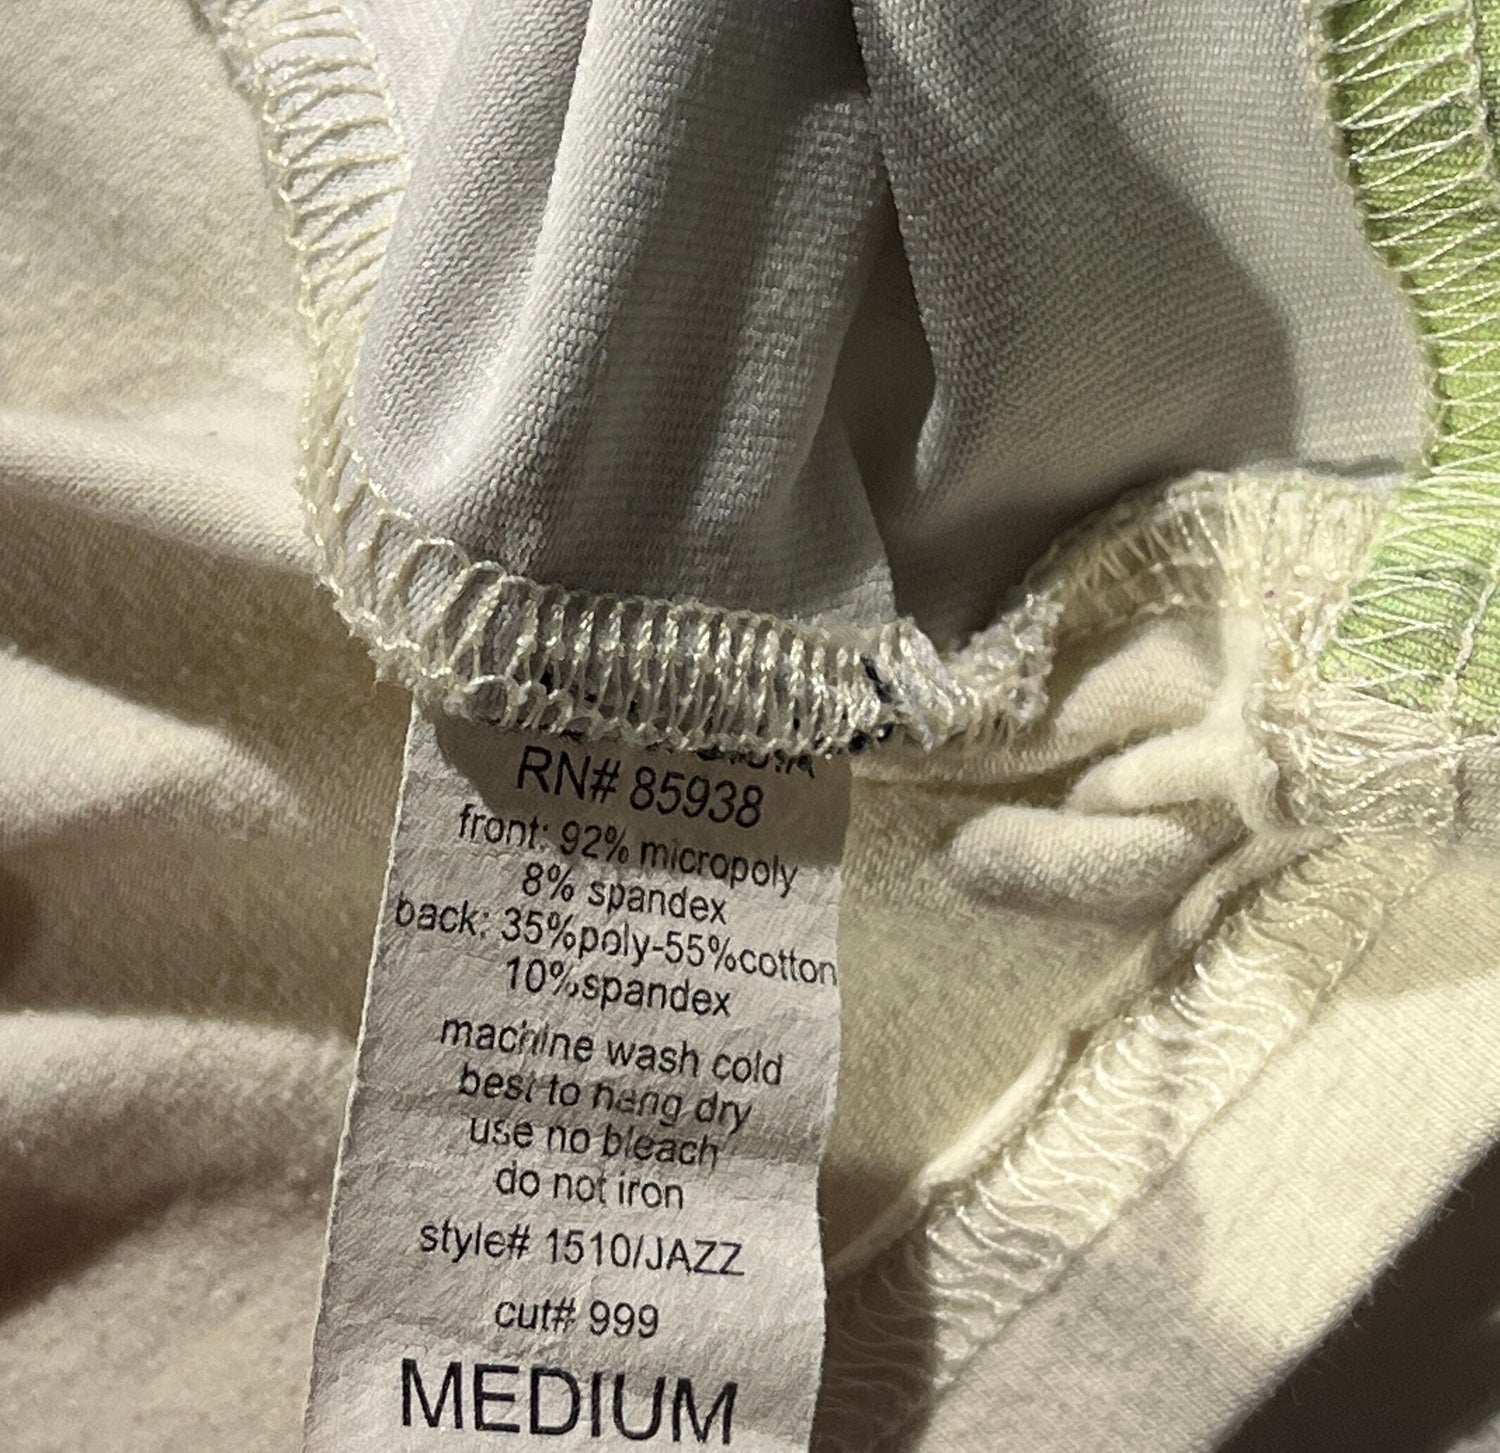 RN# 85938
front: 92% micropoly
8% spandex
back: 35%poly-55%cotton
10%spandex
machine wash cold
best to hang dry
use no bleach
do not iron
style# 1510/JAZZ
cut# 999
MEDIUM